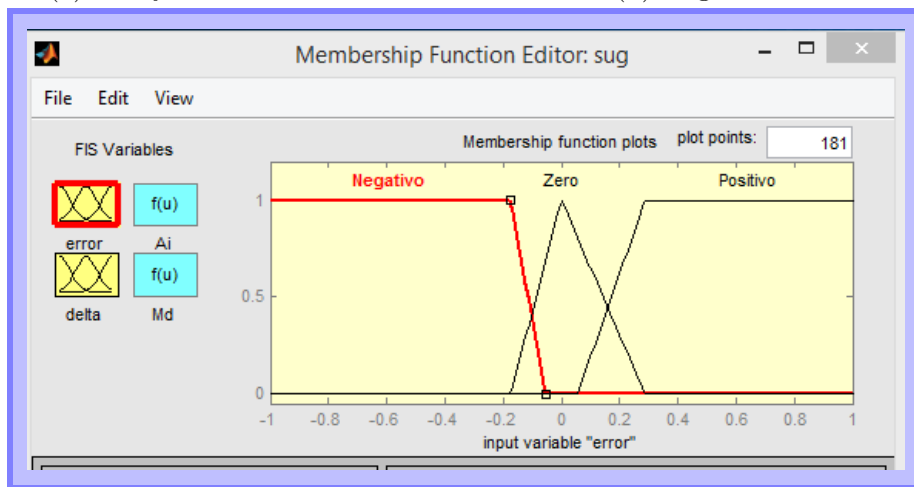 Membership Function Editor: sug
File Edit View
FIS Variables
Membership function plots plot points: 181
error
Ai
f(u)
delta
Md
f(u)
Negativo Zero Positivo
1
0.5
0
-1 -0.8 -0.6 -0.4 -0.2 0 0.2 0.4 0.6 0.8 1
input variable "error"